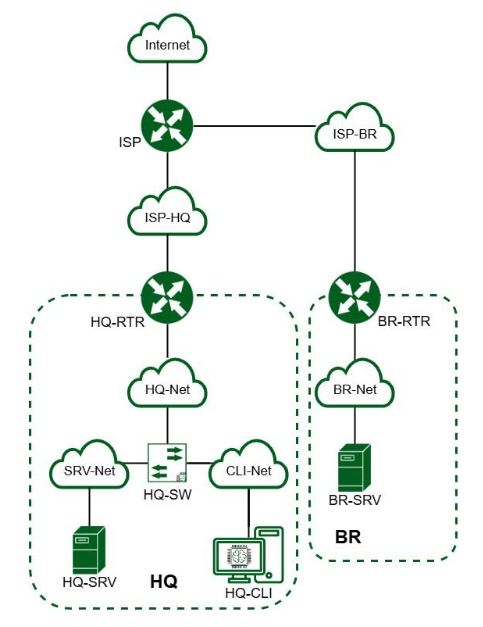 Internet
ISP
ISP-BR
ISP-HQ
HQ-RTR
BR-RTR
HQ-Net
BR-Net
SRV-Net
CLI-Net
HQ-SW
BR-SRV
BR
HQ-SRV
HQ
HQ-CLI